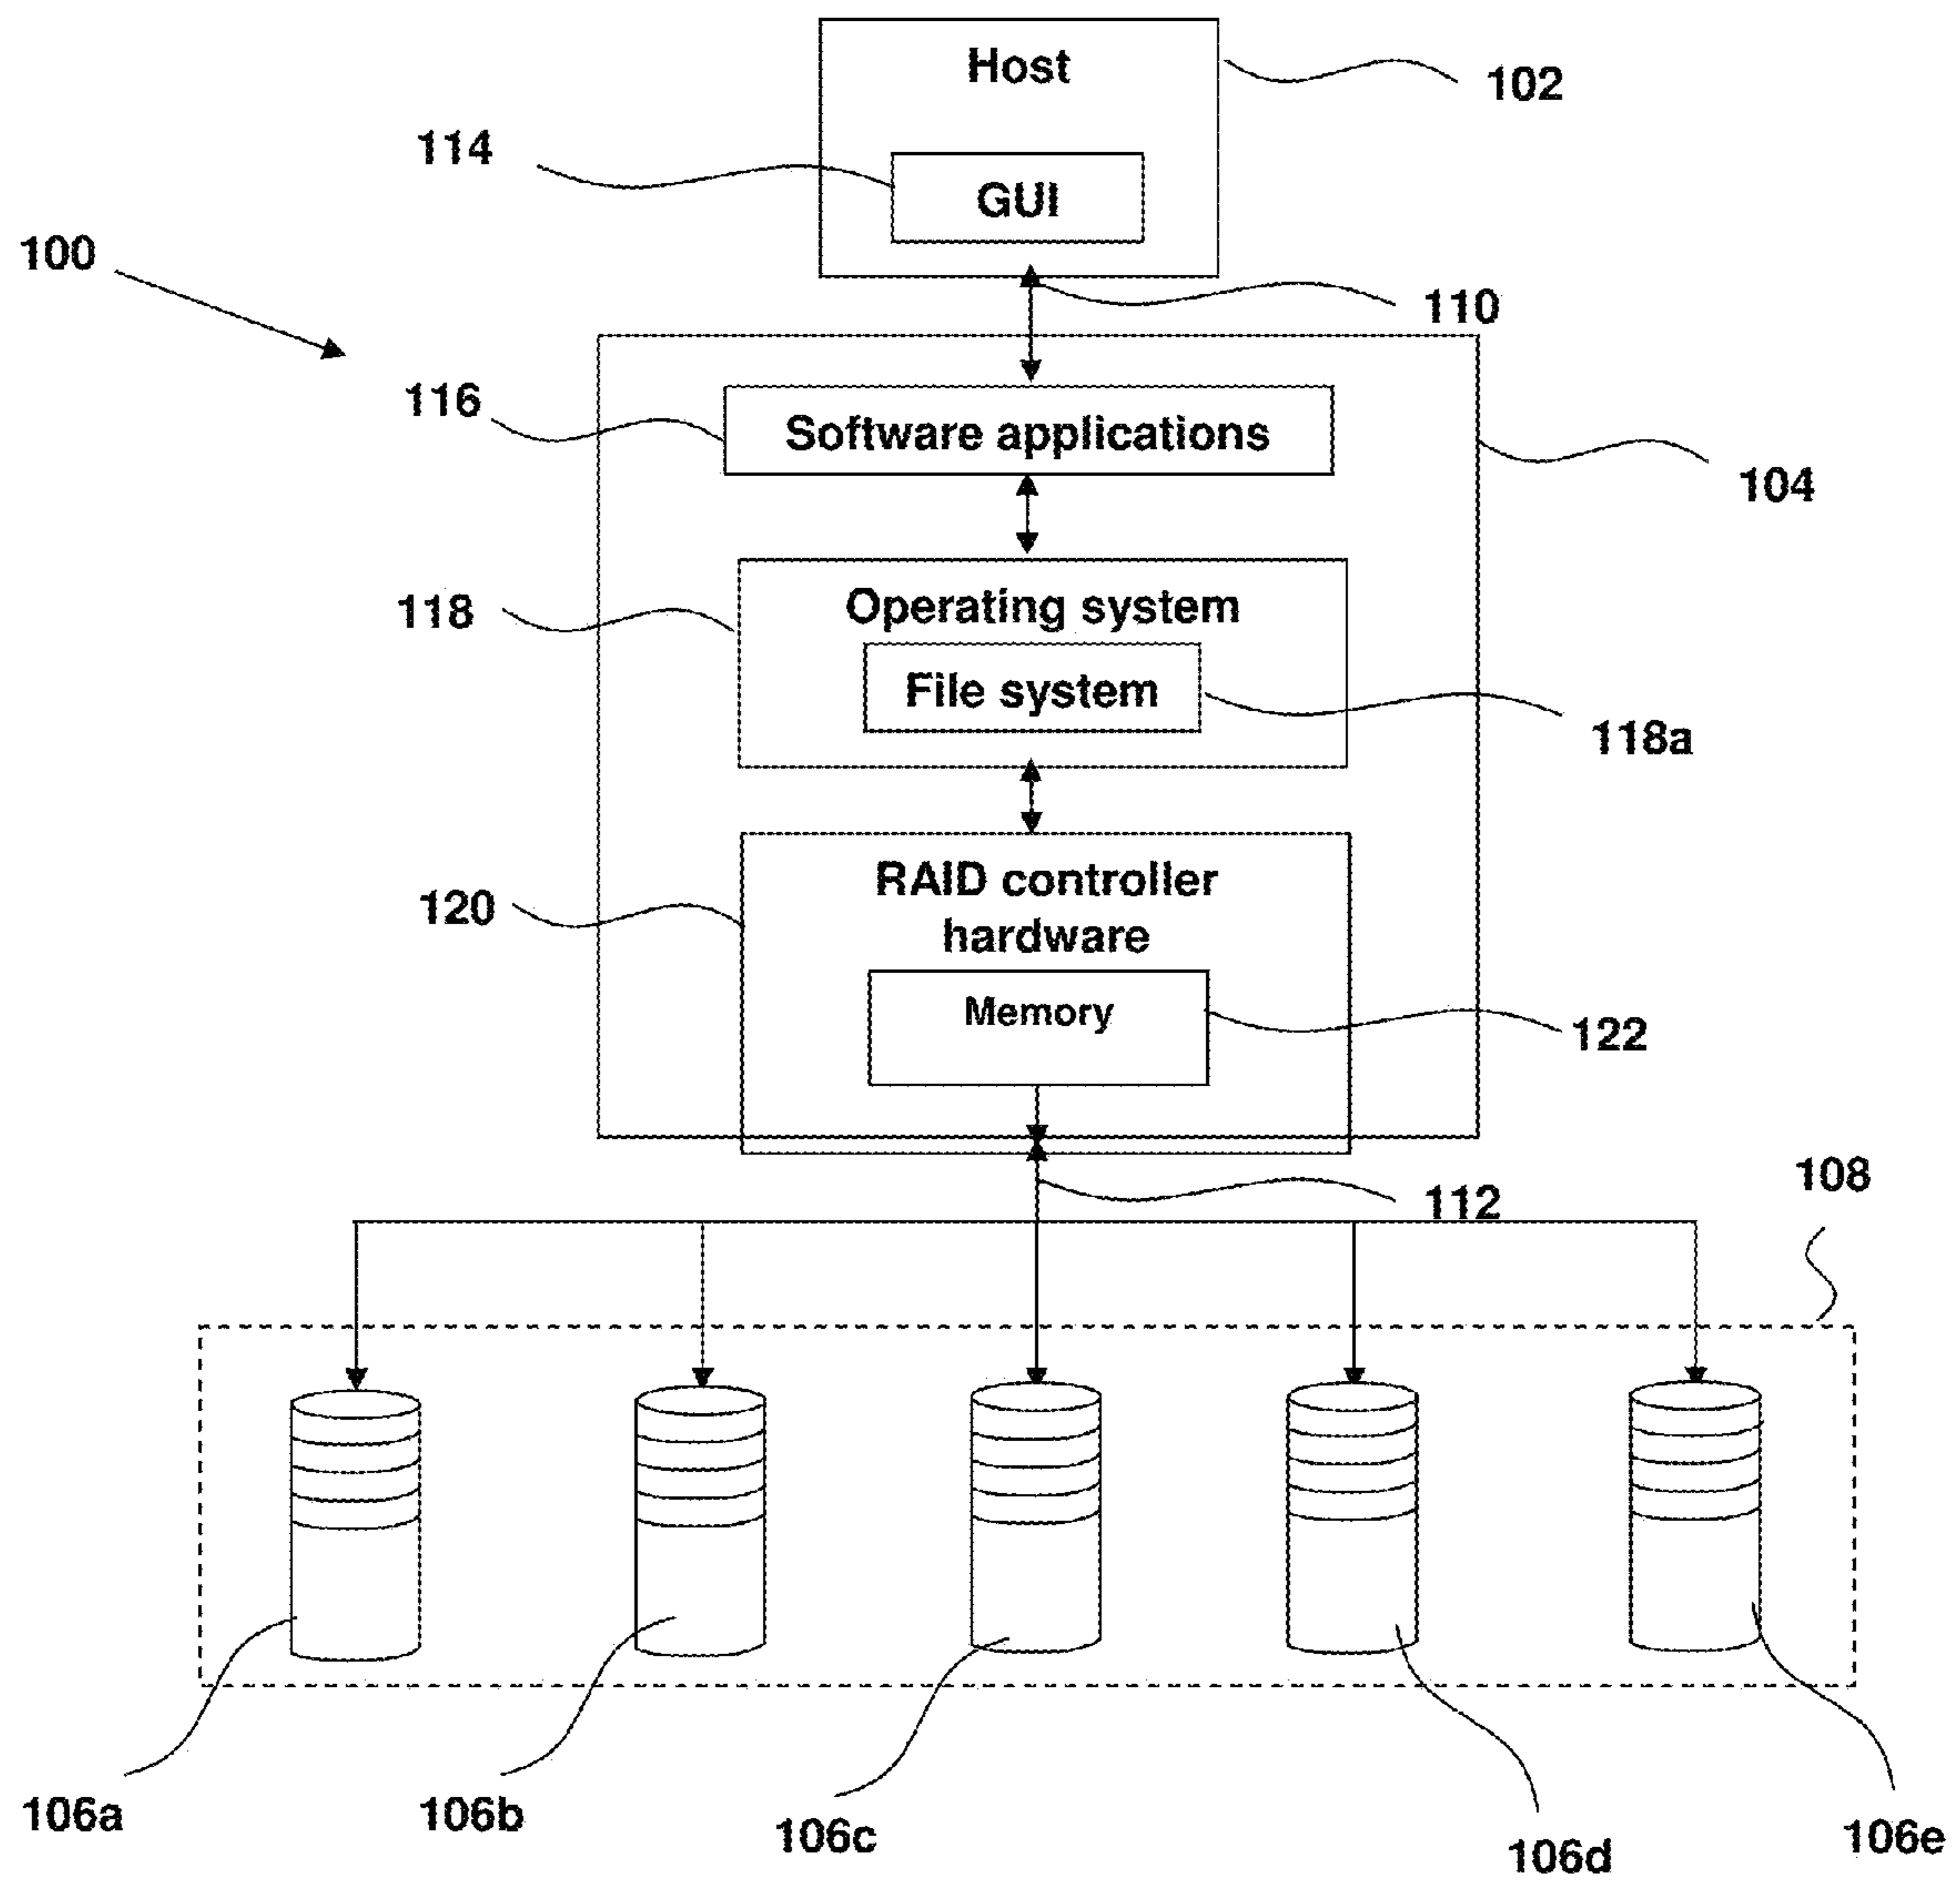 Host
102
114
GUI
100
110
116
Software applications
104
118
Operating system
File system
118a
RAID controller
hardware
120
Memory
122
108
112
106a
106b
106c
106d
106e